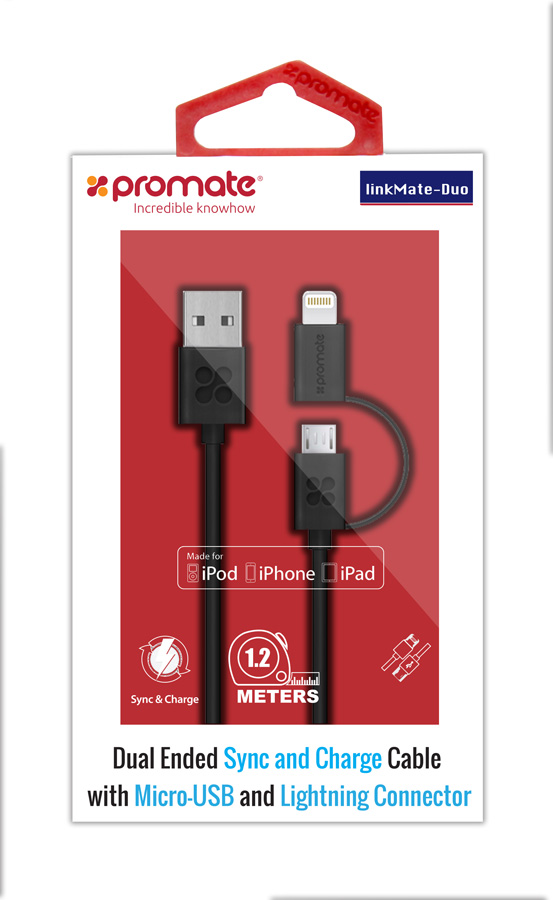 promate
promate®
Incredible knowhow
linkMate-Duo
promate
Made for
iPod iPhone iPad
1.2
METERS
Sync & Charge
Dual Ended Sync and Charge Cable
with Micro-USB and Lightning Connector